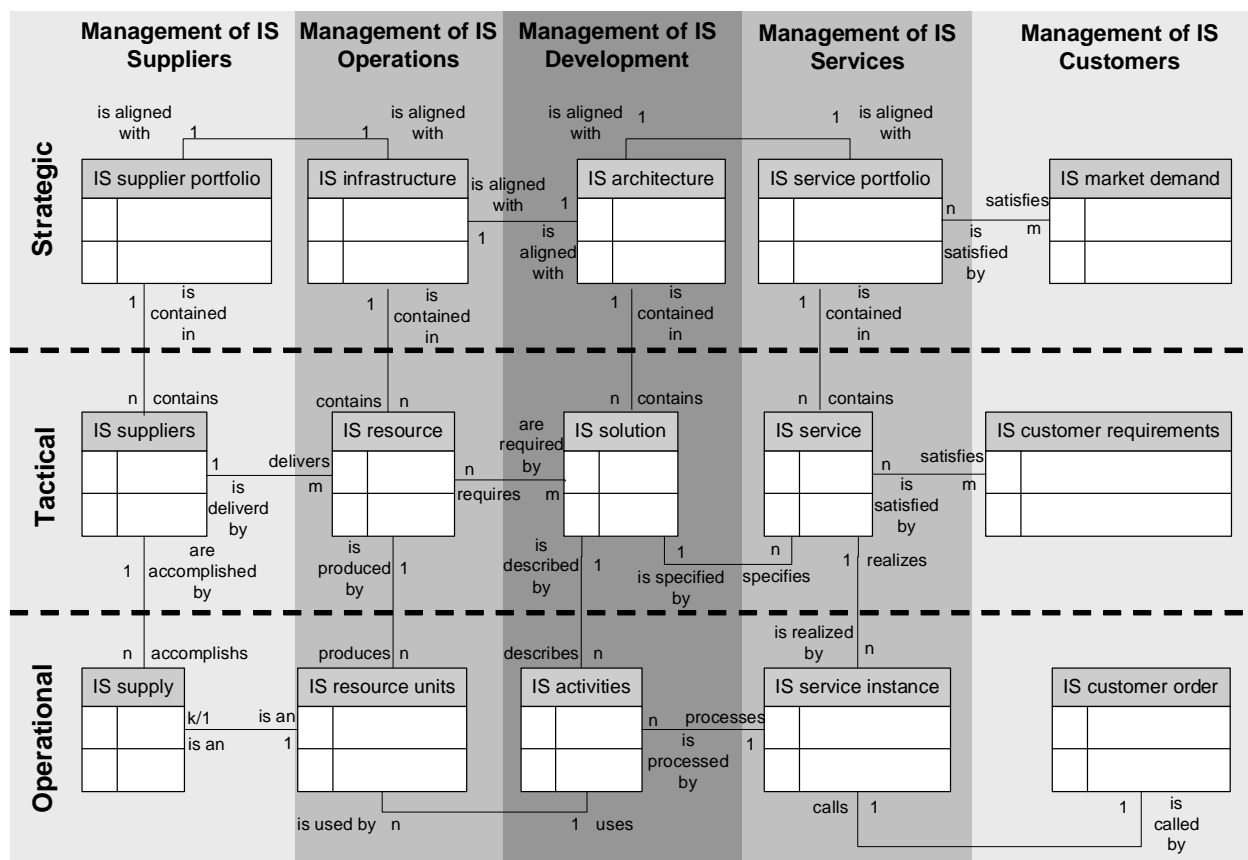 Management of IS
Suppliers
Management of IS
Operations
Management of IS
Development
Management of IS
Services
Management of IS
Customers
Strategic
is aligned
with
1
1
is aligned
with
is aligned
with
1
1
is aligned
with
IS supplier portfolio
IS infrastructure
IS architecture
IS service portfolio
IS market demand
is aligned
with
1
1
is
aligned
with
n
satisfies
is
satisfied
by
m
1
is
contained
in
1
is
contained
in
1
is
contained
in
1
is
contained
in
Tactical
n contains
contains n
n contains
n contains
IS suppliers
IS resource
IS solution
IS service
IS customer requirements
1
delivers
is
deliverd
by
m
n
requires
are
required
by
m
n
satisfies
is
satisfied
by
m
1
are
accomplished
by
is
produced
by
1
is
described
by
1
1
is specified
by
n
specifies
1 realizes
Operational
n accomplishs
produces n
describes n
is realized
by
n
IS supply
IS resource units
IS activities
IS service instance
IS customer order
k/1
is an
is an
1
n
processes
is
processed
by
1
is used by n
1 uses
calls 1
1
is
called
by